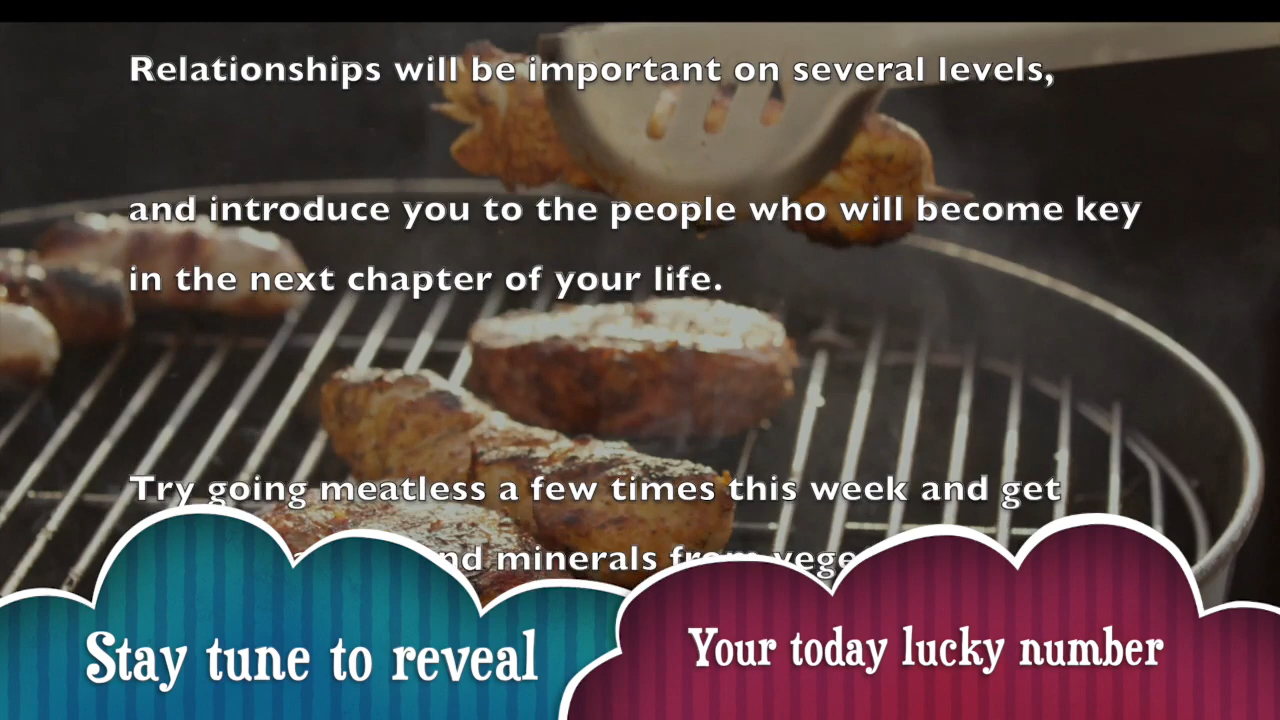 Relationships will be important on several levels,
and introduce you to the people who will become key
in the next chapter of your life.
Try going meatless a few times this week and get
minerals from
Stay tune to reveal
Your today lucky number